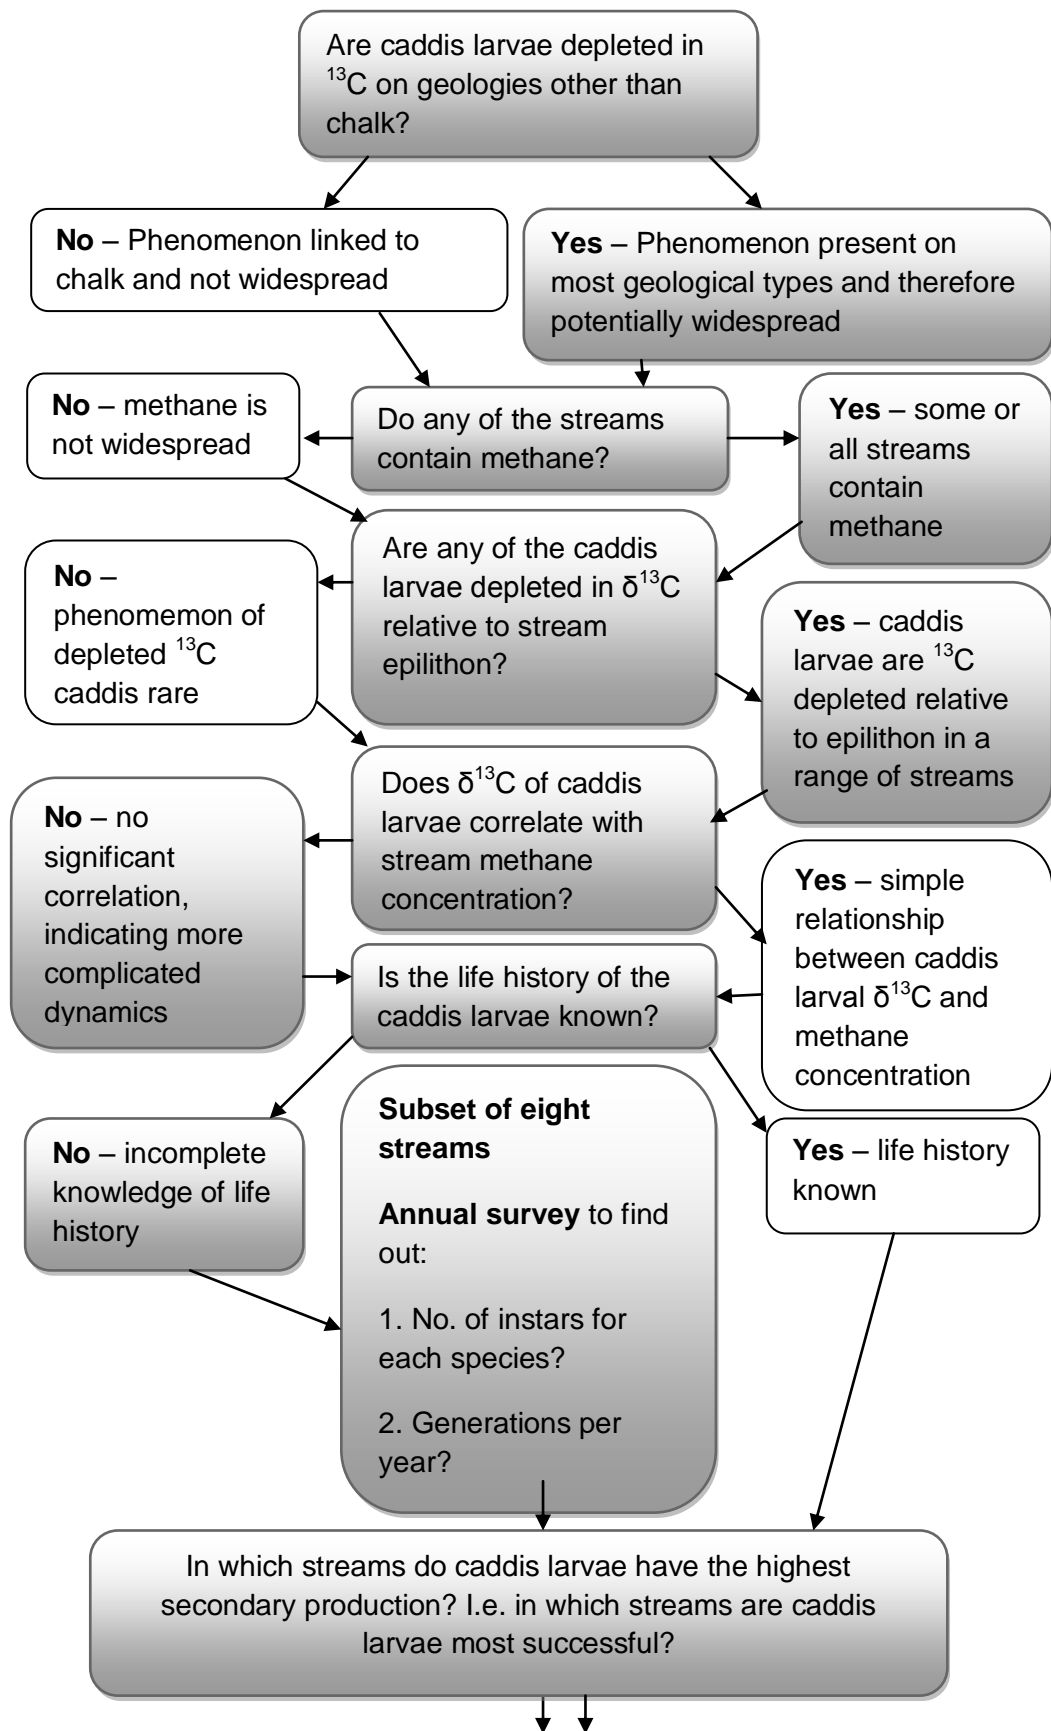 Are caddis larvae depleted in
¹³C on geologies other than
chalk?
No – Phenomenon linked to
chalk and not widespread
Yes – Phenomenon present on
most geological types and therefore
potentially widespread
No – methane is
not widespread
Do any of the streams
contain methane?
Yes – some or
all streams
contain
methane
No –
phenomemon of
depleted ¹³C
caddis rare
Are any of the caddis
larvae depleted in δ¹³C
relative to stream
epilithon?
Yes – caddis
larvae are ¹³C
depleted relative
to epilithon in a
range of streams
No – no
significant
correlation,
indicating more
complicated
dynamics
Does δ¹³C of caddis
larvae correlate with
stream methane
concentration?
Yes – simple
relationship
between caddis
larval δ¹³C and
methane
concentration
Is the life history of the
caddis larvae known?
No – incomplete
knowledge of life
history
Subset of eight
streams
Annual survey to find
out:
1. No. of instars for
each species?
2. Generations per
year?
Yes – life history
known
In which streams do caddis larvae have the highest
secondary production? I.e. in which streams are caddis
larvae most successful?